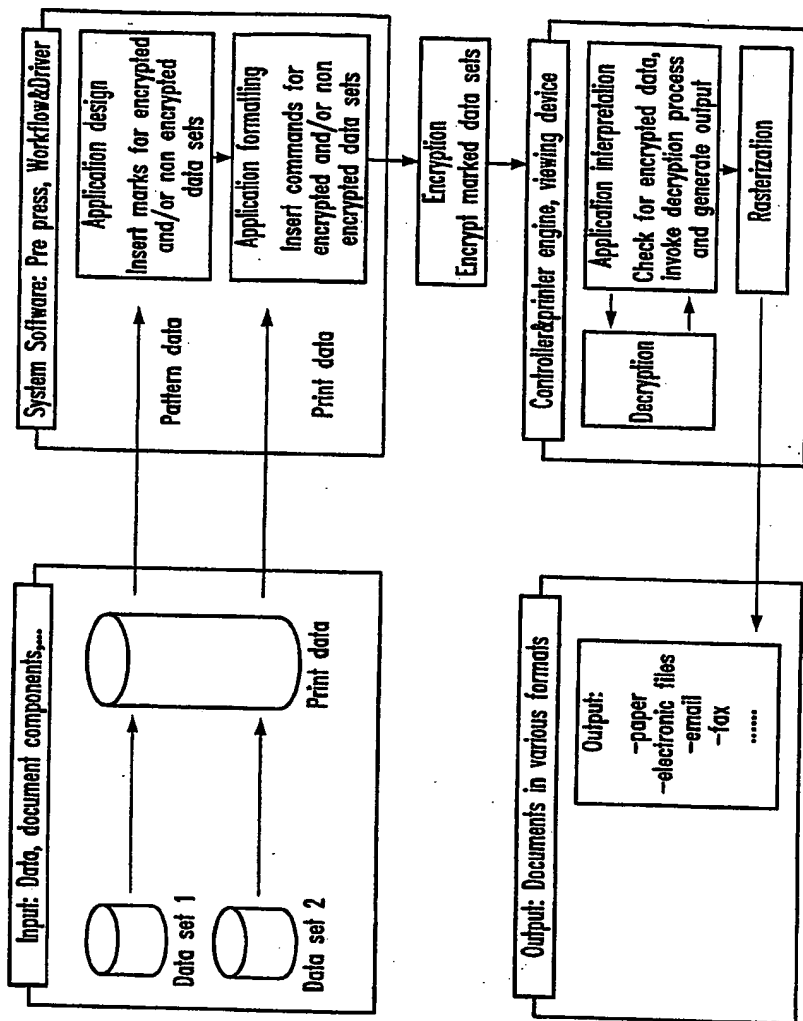 Input: Data, document components,...
Data set 1
Data set 2
Print data
System Software: Pre press, Workflow&Driver
Pattern data
Print data
Application design
Insert marks for encrypted
and/or non encrypted
data sets
Application formatting
Insert commands for
encrypted and/or non
encrypted data sets
Encryption
Encrypt marked data sets
Controller&printer engine, viewing device
Decryption
Application interpretation
Check for encrypted data,
invoke decryption process
and generate output
Rasterization
Output: Documents in various formats
Output:
-paper
-electronic files
-email
-fax
......